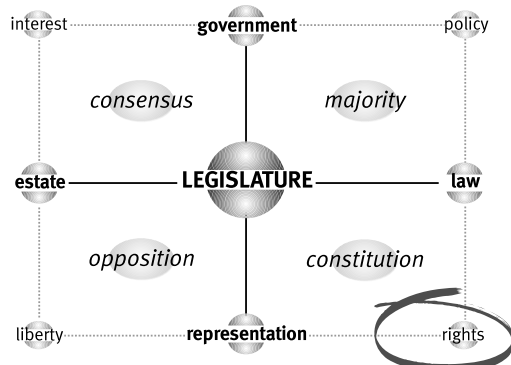 interest government policy
consensus majority
estate LEGISLATURE law
opposition constitution
liberty representation rights